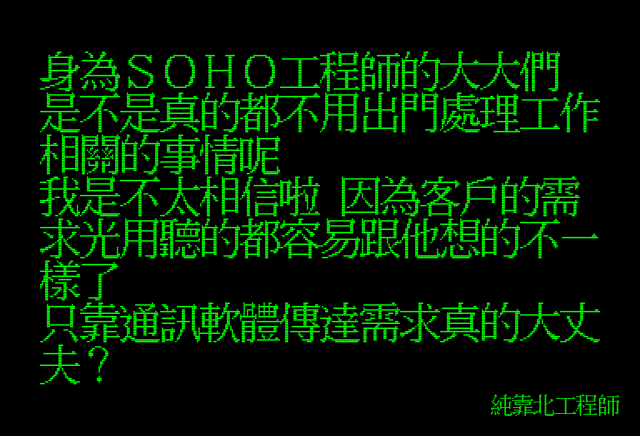 身為ＳＯＨＯ工程師的大大們
是不是真的都不用出門處理工作
相關的事情呢
我是不太相信啦 因為客戶的需
求光用聽的都容易跟他想的不一
樣了
只靠通訊軟體傳達需求真的大丈
夫？
純靠北工程師